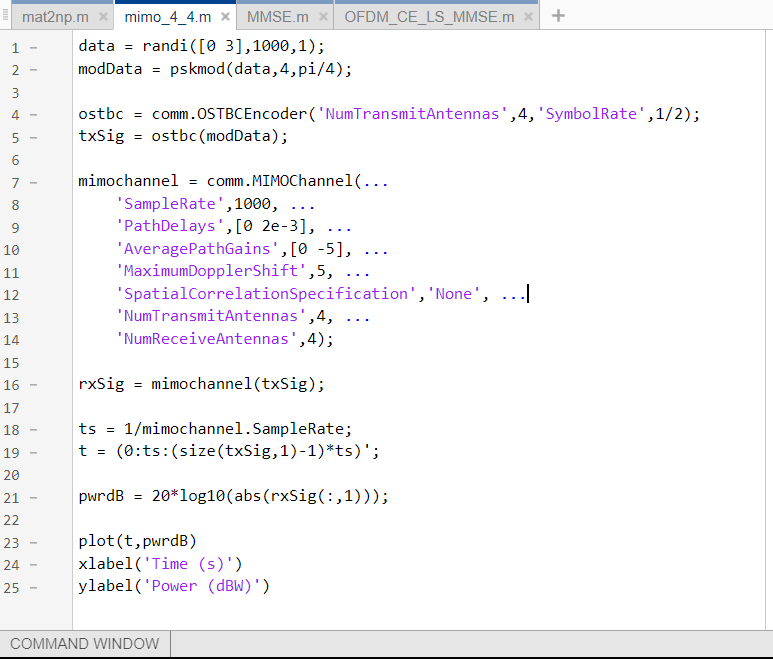 mat2np.m × mimo_4_4.m × MMSE.m × OFDM_CE_LS_MMSE.m × +
1 – data = randi([0 3],1000,1);
2 – modData = pskmod(data,4,pi/4);
3
4 – ostbc = comm.OSTBCEncoder('NumTransmitAntennas',4,'SymbolRate',1/2);
5 – txSig = ostbc(modData);
6
7 – mimochannel = comm.MIMOChannel(...
8 'SampleRate',1000, ...
9 'PathDelays',[0 2e-3], ...
10 'AveragePathGains',[0 -5], ...
11 'MaximumDopplerShift',5, ...
12 'SpatialCorrelationSpecification','None', ...
13 'NumTransmitAntennas',4, ...
14 'NumReceiveAntennas',4);
15
16 – rxSig = mimochannel(txSig);
17
18 – ts = 1/mimochannel.SampleRate;
19 – t = (0:ts:(size(txSig,1)-1)*ts)';
20
21 – pwrdB = 20*log10(abs(rxSig(:,1)));
22
23 – plot(t,pwrdB)
24 – xlabel('Time (s)')
25 – ylabel('Power (dBW)')
COMMAND WINDOW